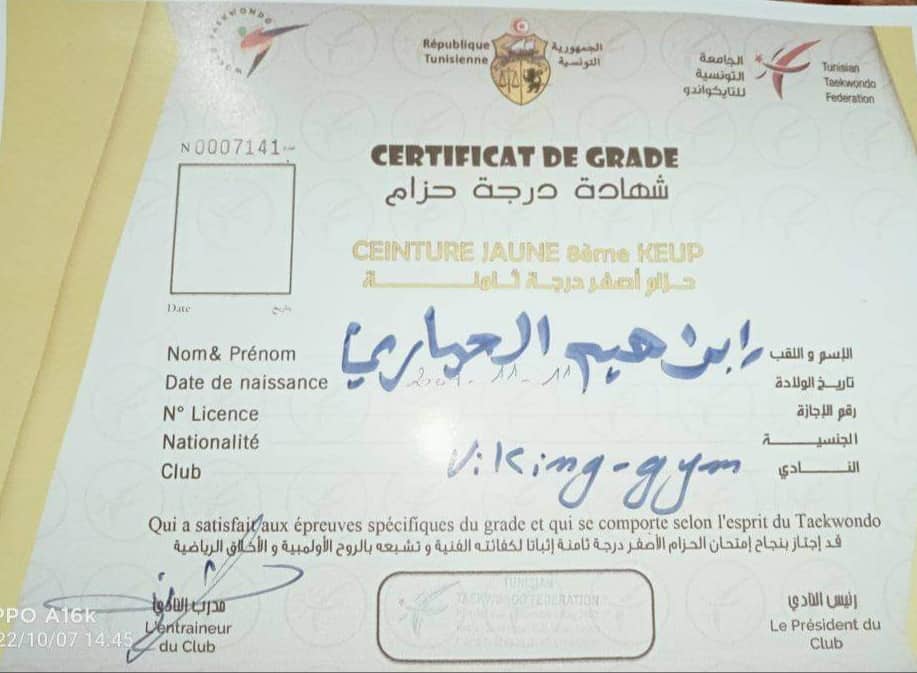 TAEKWONDO
République
Tunisienne
الجمهورية
التونسية
الجامعة
التونسية
للتايكواندو
Tunisian
Taekwondo
Federation
N 0007141
CERTIFICAT DE GRADE
شهادة درجة حزام
CEINTURE JAUNE 8ème KEUP
حزام أصفر درجة ثامنة
Date
تاريخ
Nom& Prénom
الإسم و اللقب
Date de naissance 11-11-
تاريخ الولادة
N° Licence
رقم الإجازة
Nationalité
الجنسية
Club Viking-gym النادي
Qui a satisfait aux épreuves spécifiques du grade et qui se comporte selon l'esprit du Taekwondo
قد إجتاز بنجاح إمتحان الحزام الأصفر درجة ثامنة إثباتا لكفائته الفنية و تشبعه بالروح الأولمبية و الأخلاق الرياضية
مدرب النادي
L'entraineur
du Club
TUNISIAN
TAEKWONDO FEDERATION
رئيس النادي
Le Président du
Club
PPO A16k
22/10/07 14:45